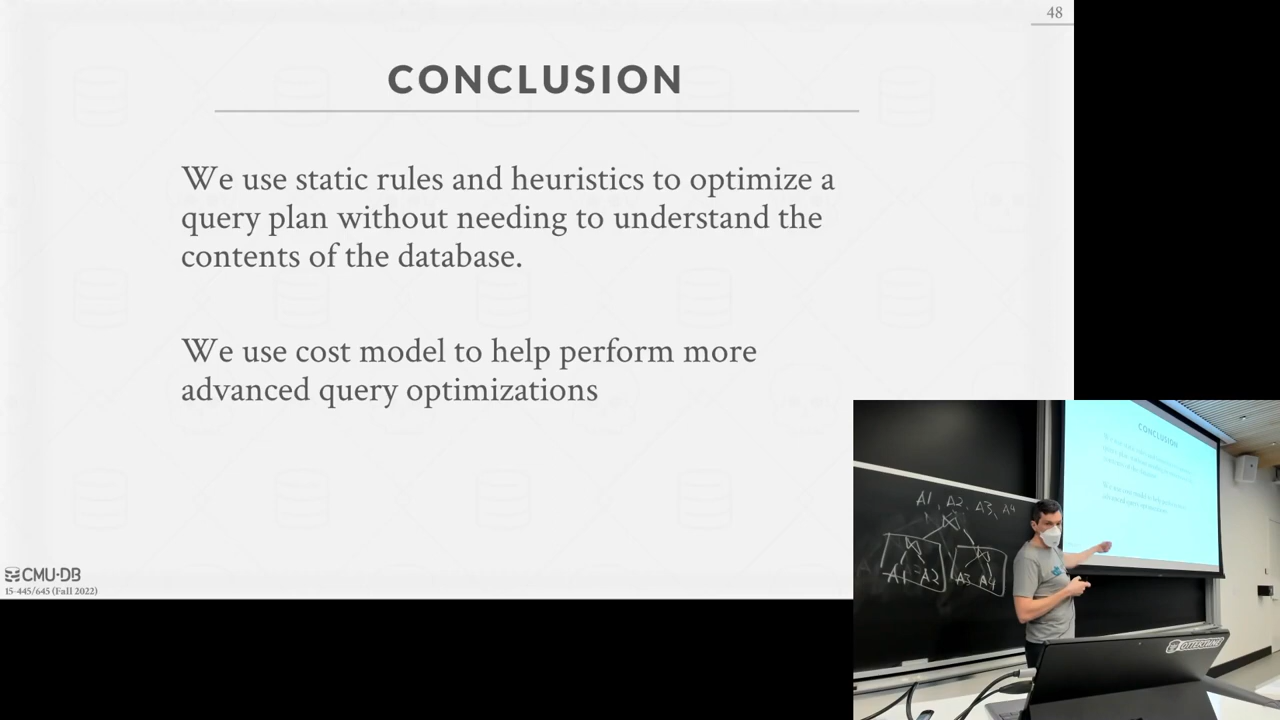 48
CONCLUSION
We use static rules and heuristics to optimize a
query plan without needing to understand the
contents of the database.
We use cost model to help perform more
advanced query optimizations
CMU·DB
15-445/645 (Fall 2022)
CONCLUSION
A1, A2, A3, A4
A1 A2 A3 A4
OTTERTUNE